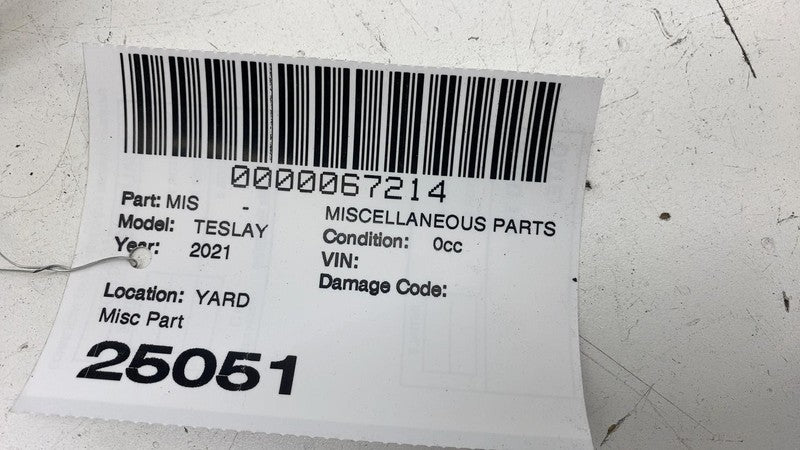 0000067214
Part: MIS - MISCELLANEOUS PARTS
Model: TESLAY Condition: 0cc
Year: 2021 VIN:
Damage Code:
Location: YARD
Misc Part
25051